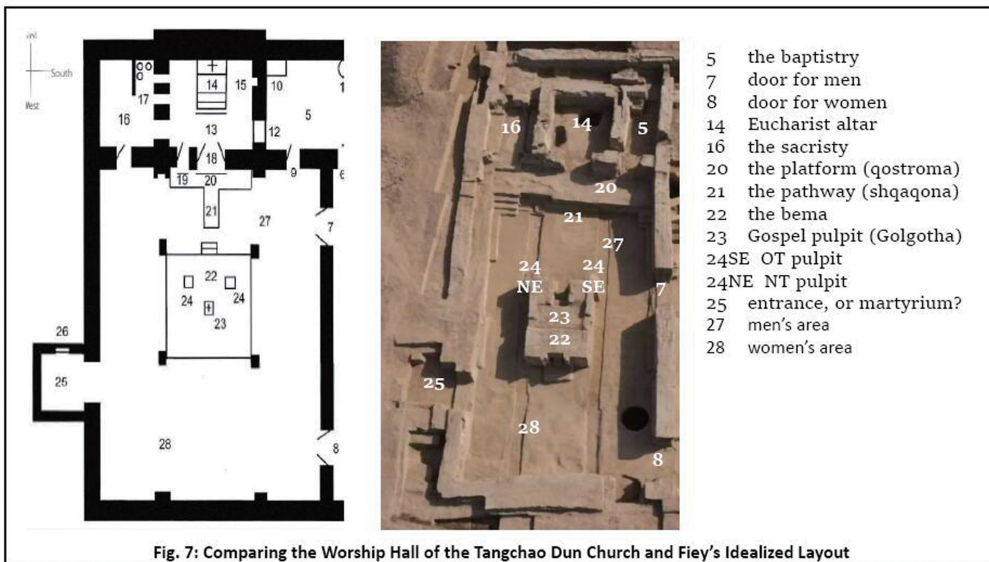 South
West
14 15 10
17
5
16
13 12
18
19 20 9
21
27
7
22
24 24
23
26
25
28
8
16 14 5
20
21
27
24 24
NE SE
7
23
22
25
28
8
5 the baptistry
7 door for men
8 door for women
14 Eucharist altar
16 the sacristy
20 the platform (qostroma)
21 the pathway (shqaqona)
22 the bema
23 Gospel pulpit (Golgotha)
24SE OT pulpit
24NE NT pulpit
25 entrance, or martyrium?
27 men's area
28 women's area
Fig. 7: Comparing the Worship Hall of the Tangchao Dun Church and Fiey's Idealized Layout